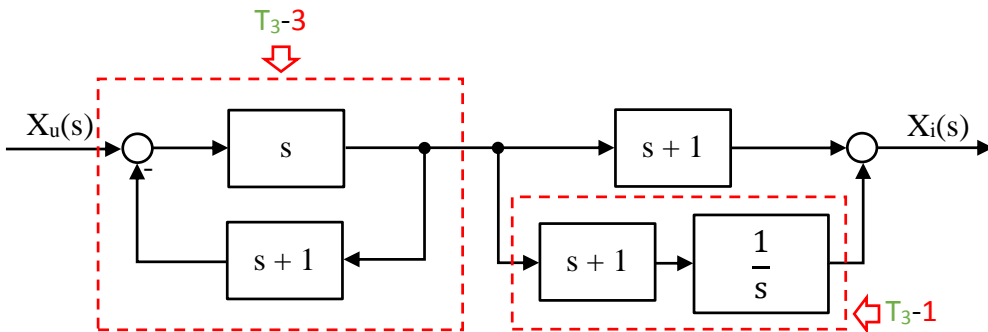 T₃-3
Xᵤ(s)
s
s + 1
Xᵢ(s)
-
s + 1
s + 1
1
s
T₃-1